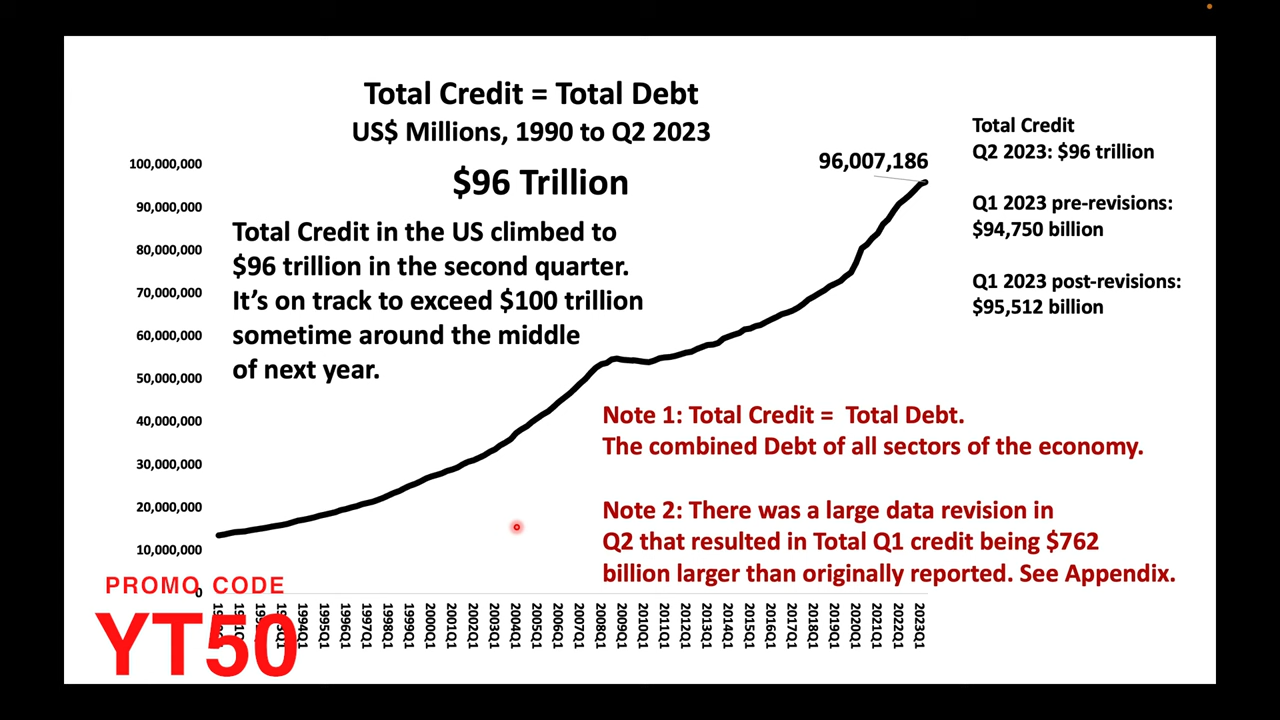 Total Credit = Total Debt
US$ Millions, 1990 to Q2 2023
$96 Trillion
Total Credit in the US climbed to
$96 trillion in the second quarter.
It’s on track to exceed $100 trillion
sometime around the middle
of next year.
96,007,186
Total Credit
Q2 2023: $96 trillion
Q1 2023 pre-revisions:
$94,750 billion
Q1 2023 post-revisions:
$95,512 billion
Note 1: Total Credit = Total Debt.
The combined Debt of all sectors of the economy.
Note 2: There was a large data revision in
Q2 that resulted in Total Q1 credit being $762
billion larger than originally reported. See Appendix.
100,000,000
90,000,000
80,000,000
70,000,000
60,000,000
50,000,000
40,000,000
30,000,000
20,000,000
10,000,000
0
1994Q1
1995Q1
1996Q1
1997Q1
1998Q1
1999Q1
2000Q1
2001Q1
2002Q1
2003Q1
2004Q1
2005Q1
2006Q1
2007Q1
2008Q1
2009Q1
2010Q1
2011Q1
2012Q1
2013Q1
2014Q1
2015Q1
2016Q1
2017Q1
2018Q1
2019Q1
2020Q1
2021Q1
2022Q1
2023Q1
PROMO CODE
YT50